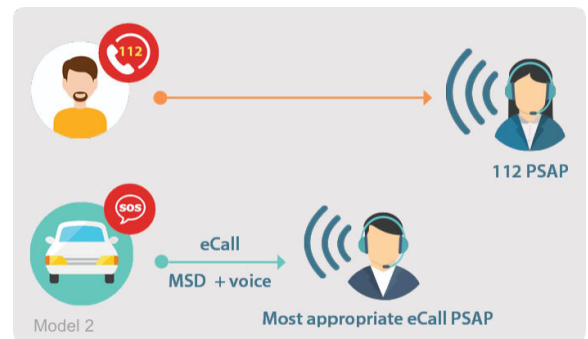 112
112 PSAP
SOS
eCall
MSD + voice
Most appropriate eCall PSAP
Model 2